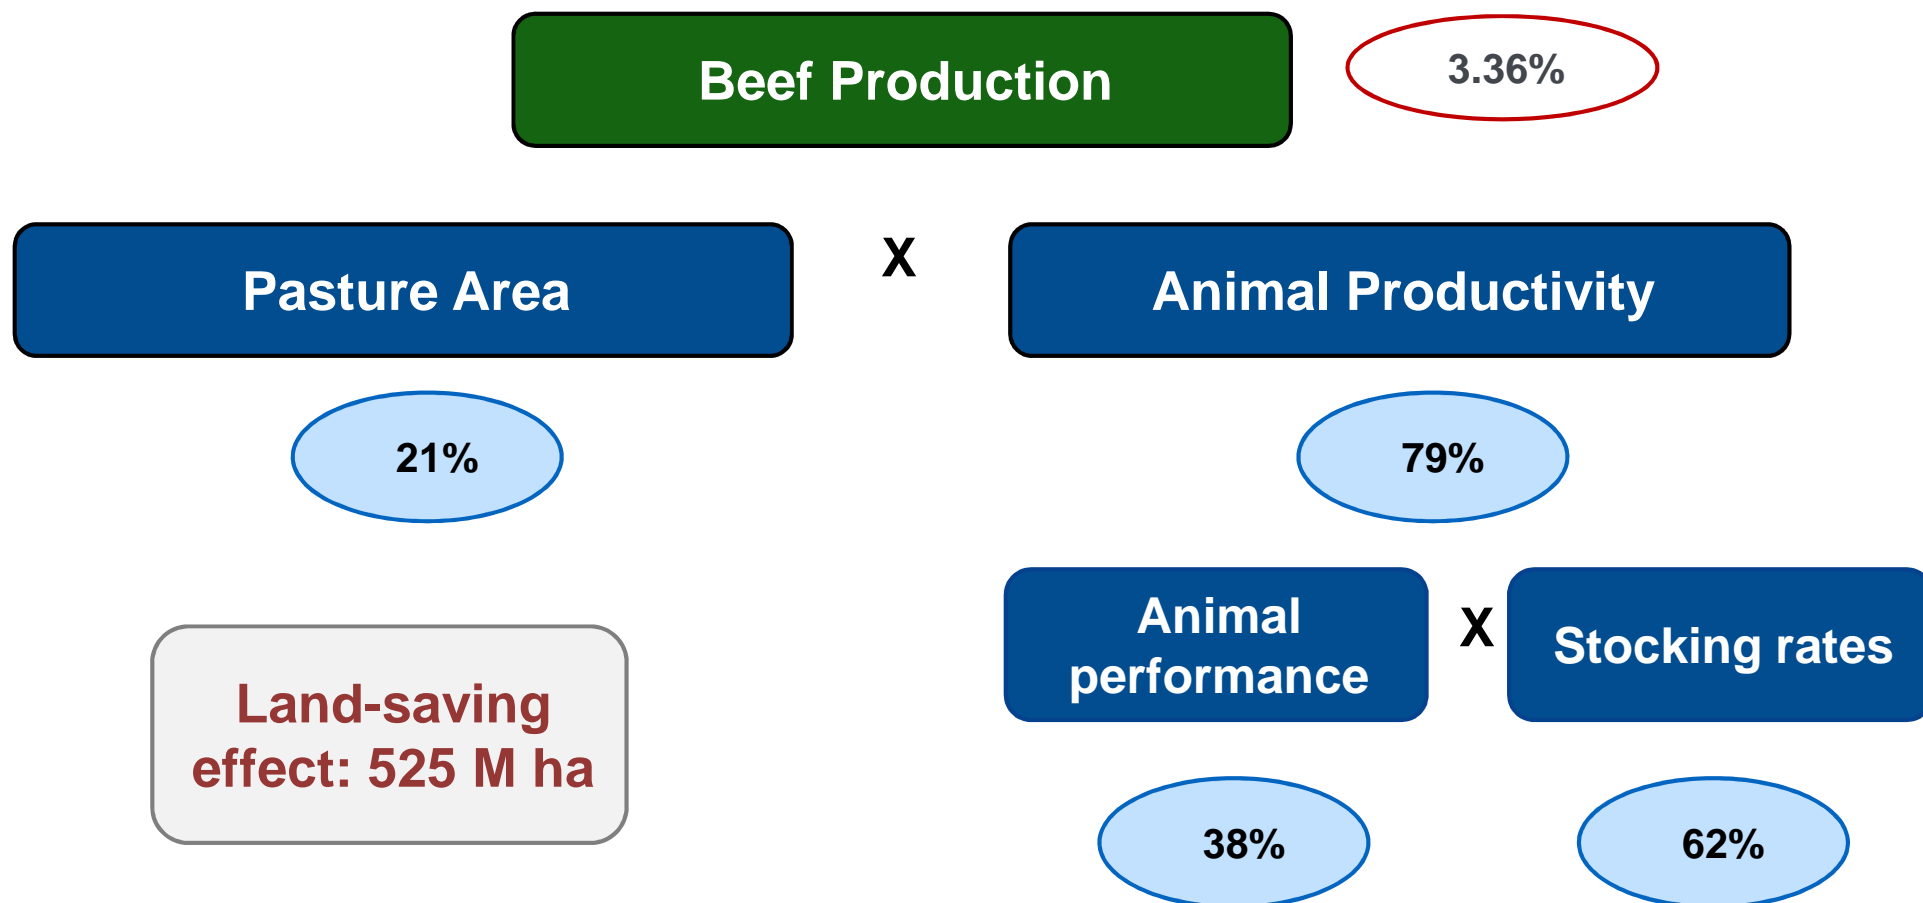 Beef Production
3.36%
Pasture Area
X
Animal Productivity
21%
79%
Land-saving
effect: 525 M ha
Animal
performance
X
Stocking rates
38%
62%